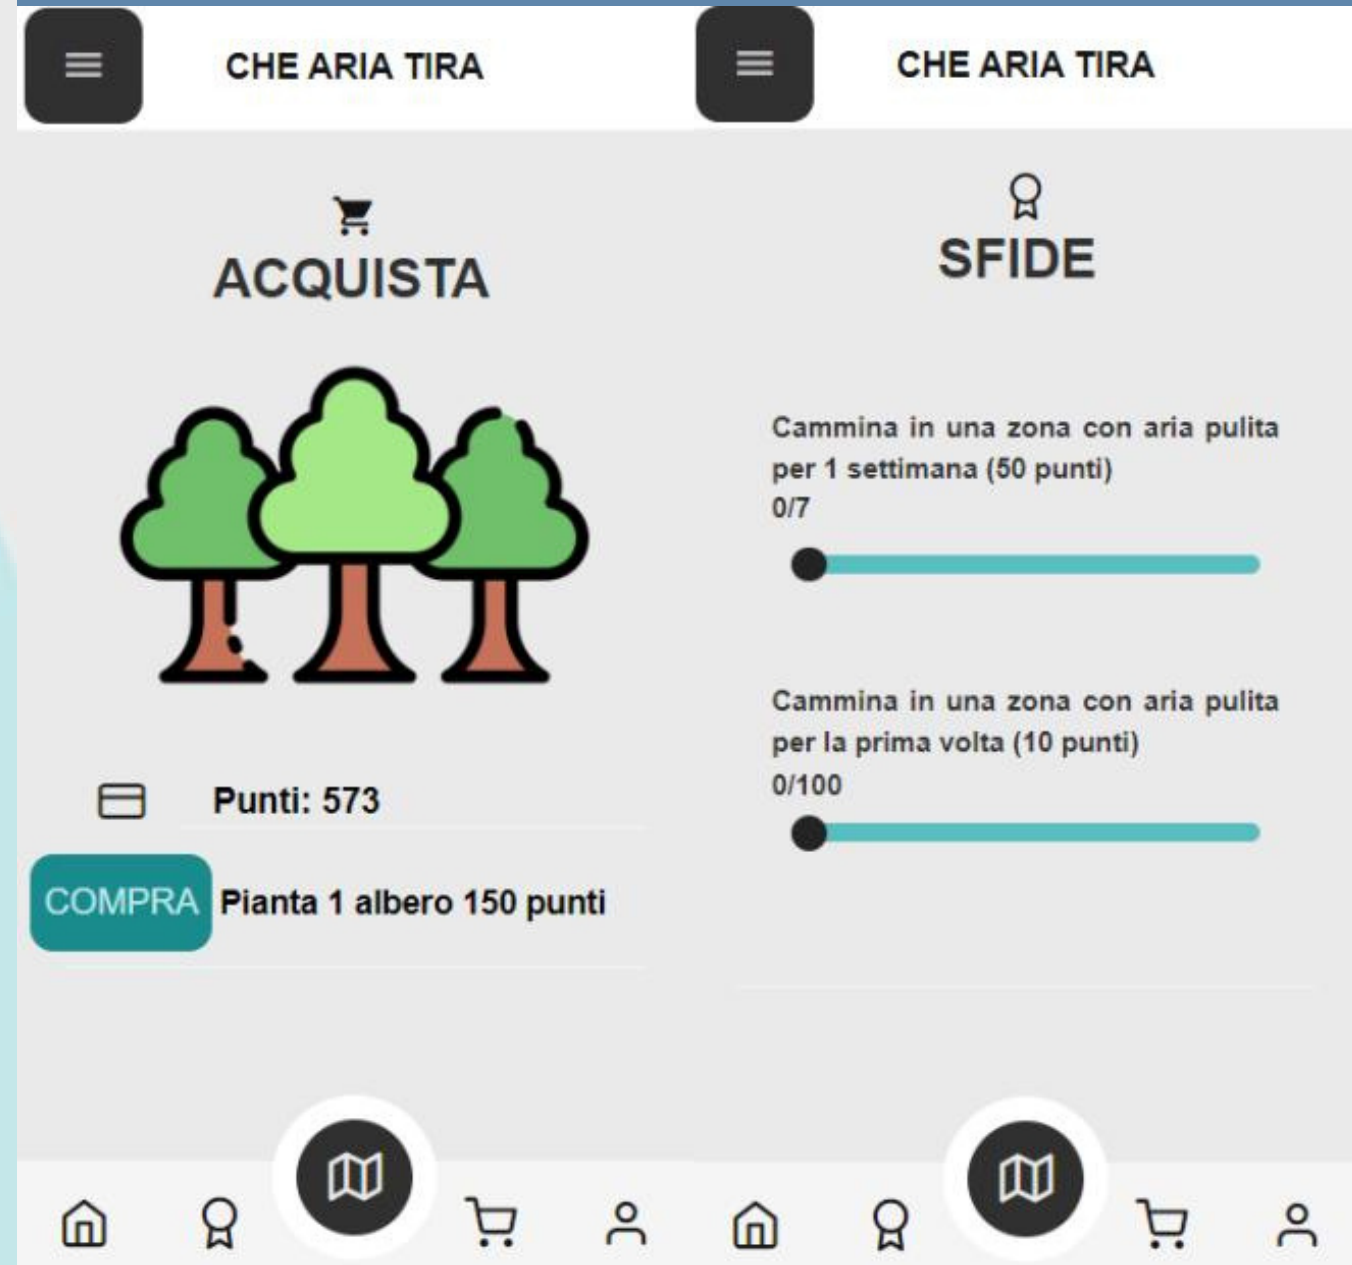 CHE ARIA TIRA
ACQUISTA
Punti: 573
COMPRA Pianta 1 albero 150 punti
CHE ARIA TIRA
SFIDE
Cammina in una zona con aria pulita
per 1 settimana (50 punti)
0/7
Cammina in una zona con aria pulita
per la prima volta (10 punti)
0/100